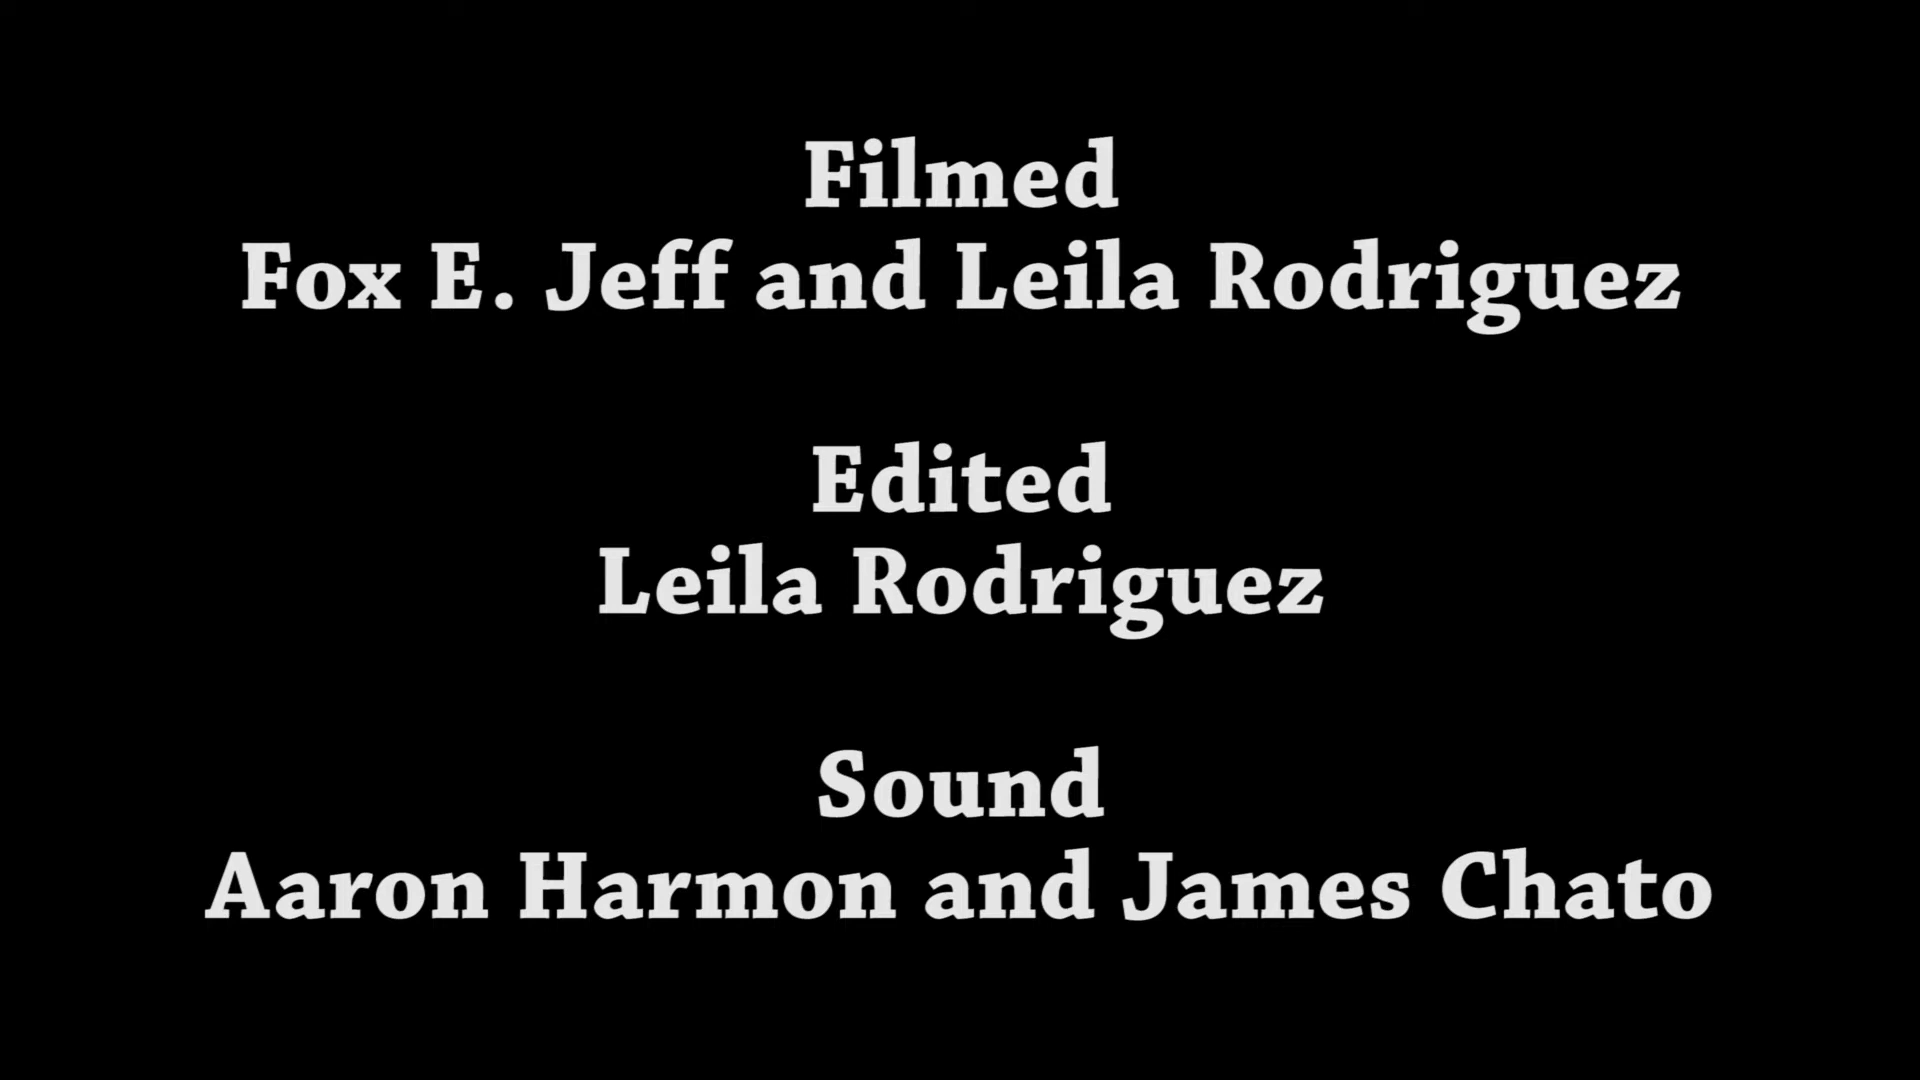 Filmed
Fox E. Jeff and Leila Rodriguez
Edited
Leila Rodriguez
Sound
Aaron Harmon and James Chato